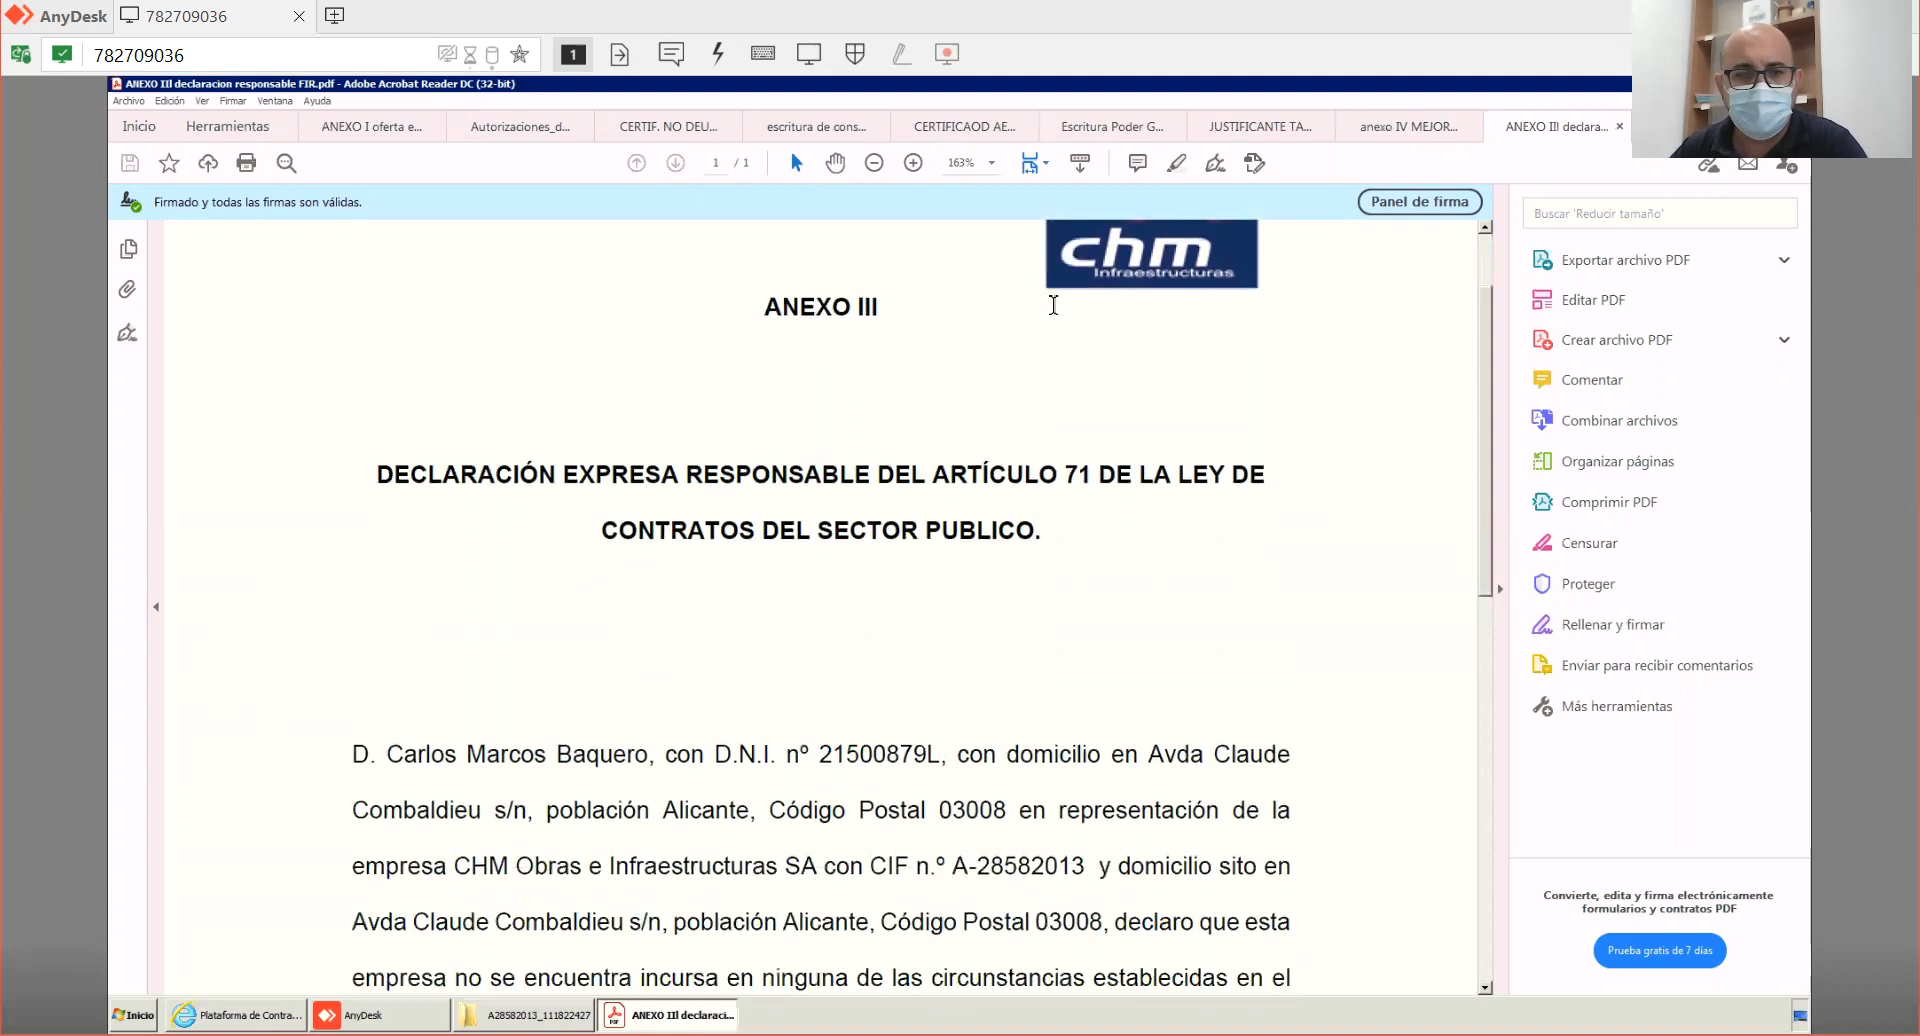 AnyDesk
782709036
782709036
1
ANEXO III declaracion responsable FIR.pdf - Adobe Acrobat Reader DC (32-bit)
Archivo Edición Ver Firmar Ventana Ayuda
Inicio Herramientas ANEXO I oferta e... Autorizaciones_d... CERTIF. NO DEU... escritura de cons... CERTIFICAOD AE... Escritura Poder G... JUSTIFICANTE TA... anexo IV MEJOR... ANEXO III declara...
1 / 1 163%
Firmado y todas las firmas son válidas.
Panel de firma
chm
Infraestructuras
ANEXO III
DECLARACIÓN EXPRESA RESPONSABLE DEL ARTÍCULO 71 DE LA LEY DE
CONTRATOS DEL SECTOR PUBLICO.
D. Carlos Marcos Baquero, con D.N.I. nº 21500879L, con domicilio en Avda Claude
Combaldieu s/n, población Alicante, Código Postal 03008 en representación de la
empresa CHM Obras e Infraestructuras SA con CIF n.º A-28582013 y domicilio sito en
Avda Claude Combaldieu s/n, población Alicante, Código Postal 03008, declaro que esta
empresa no se encuentra incursa en ninguna de las circunstancias establecidas en el
Buscar 'Reducir tamaño'
Exportar archivo PDF
Editar PDF
Crear archivo PDF
Comentar
Combinar archivos
Organizar páginas
Comprimir PDF
Censurar
Proteger
Rellenar y firmar
Enviar para recibir comentarios
Más herramientas
Convierte, edita y firma electrónicamente
formularios y contratos PDF
Prueba gratis de 7 días
Inicio Plataforma de Contra... AnyDesk A28582013_111822427 ANEXO III declaraci...